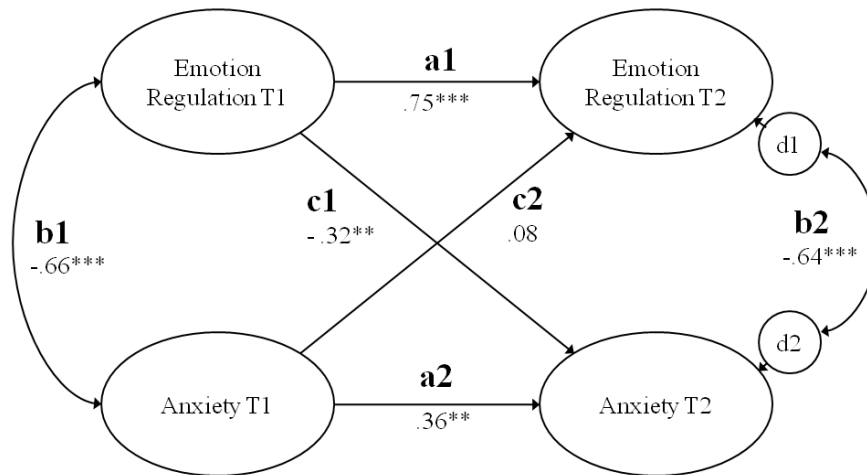 Emotion
Regulation T1
a1
.75***
Emotion
Regulation T2
d1
c1
-.32**
c2
.08
b1
-.66***
b2
-.64***
d2
Anxiety T1
a2
.36**
Anxiety T2